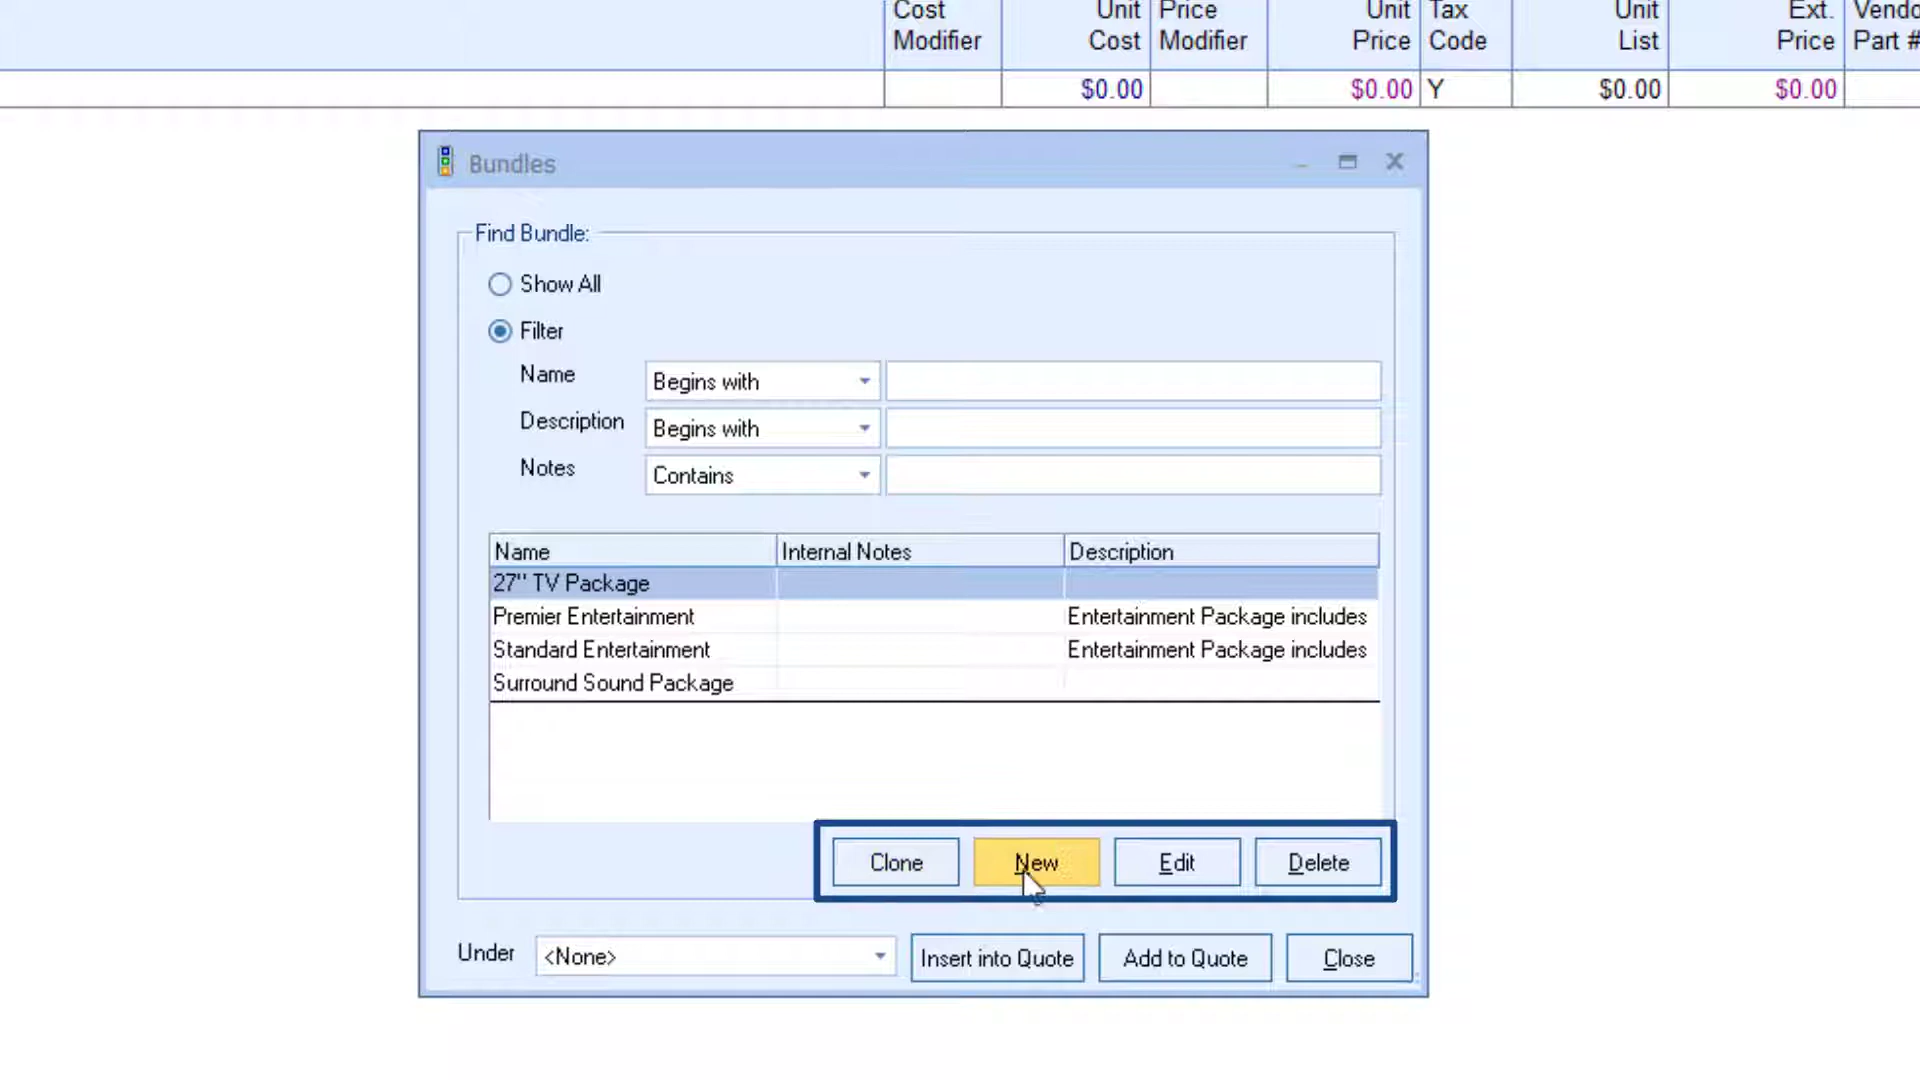 Cost Modifier Unit Cost Price Modifier Unit Price Tax Code Unit List Ext. Price Vendo Part #
$0.00 $0.00 Y $0.00 $0.00
Bundles
Find Bundle:
Show All
Filter
Name Begins with
Description Begins with
Notes Contains
Name Internal Notes Description
27'' TV Package
Premier Entertainment Entertainment Package includes
Standard Entertainment Entertainment Package includes
Surround Sound Package
Clone New Edit Delete
Under <None> Insert into Quote Add to Quote Close